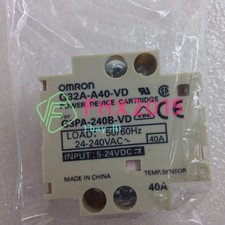 omron
G32A-A40-VD
POWER DEVICE CARTRIDGE
for
G3PA-240B-VD
LOAD: 50/60Hz
24-240VAC~
40A
INPUT: 5-24VDC
MADE IN CHINA
TEMP. SENSOR
40A